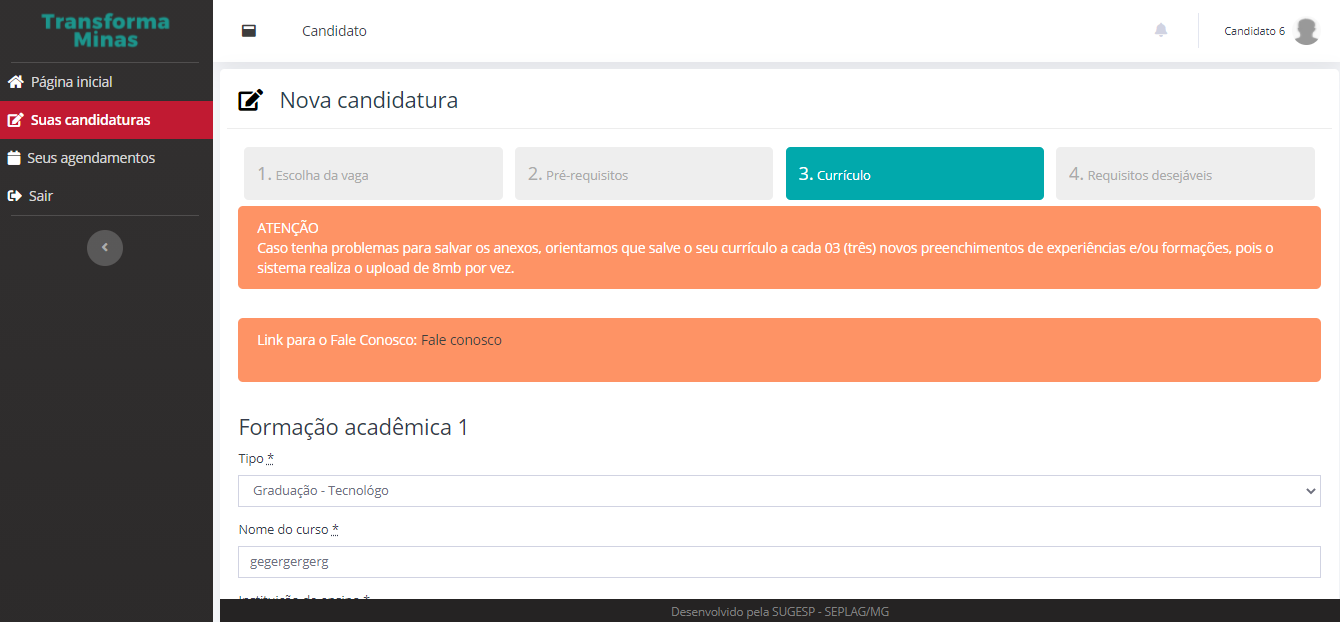 Transforma
Minas
Página inicial
Suas candidaturas
Seus agendamentos
Sair
Candidato
Candidato 6
Nova candidatura
1. Escolha da vaga
2. Pré-requisitos
3. Currículo
4. Requisitos desejáveis
ATENÇÃO
Caso tenha problemas para salvar os anexos, orientamos que salve o seu currículo a cada 03 (três) novos preenchimentos de experiências e/ou formações, pois o
sistema realiza o upload de 8mb por vez.
Link para o Fale Conosco: Fale conosco
Formação acadêmica 1
Tipo *
Graduação - Tecnológo
Nome do curso *
gegergergerg
Instituição de ensino *
Desenvolvido pela SUGESP - SEPLAG/MG